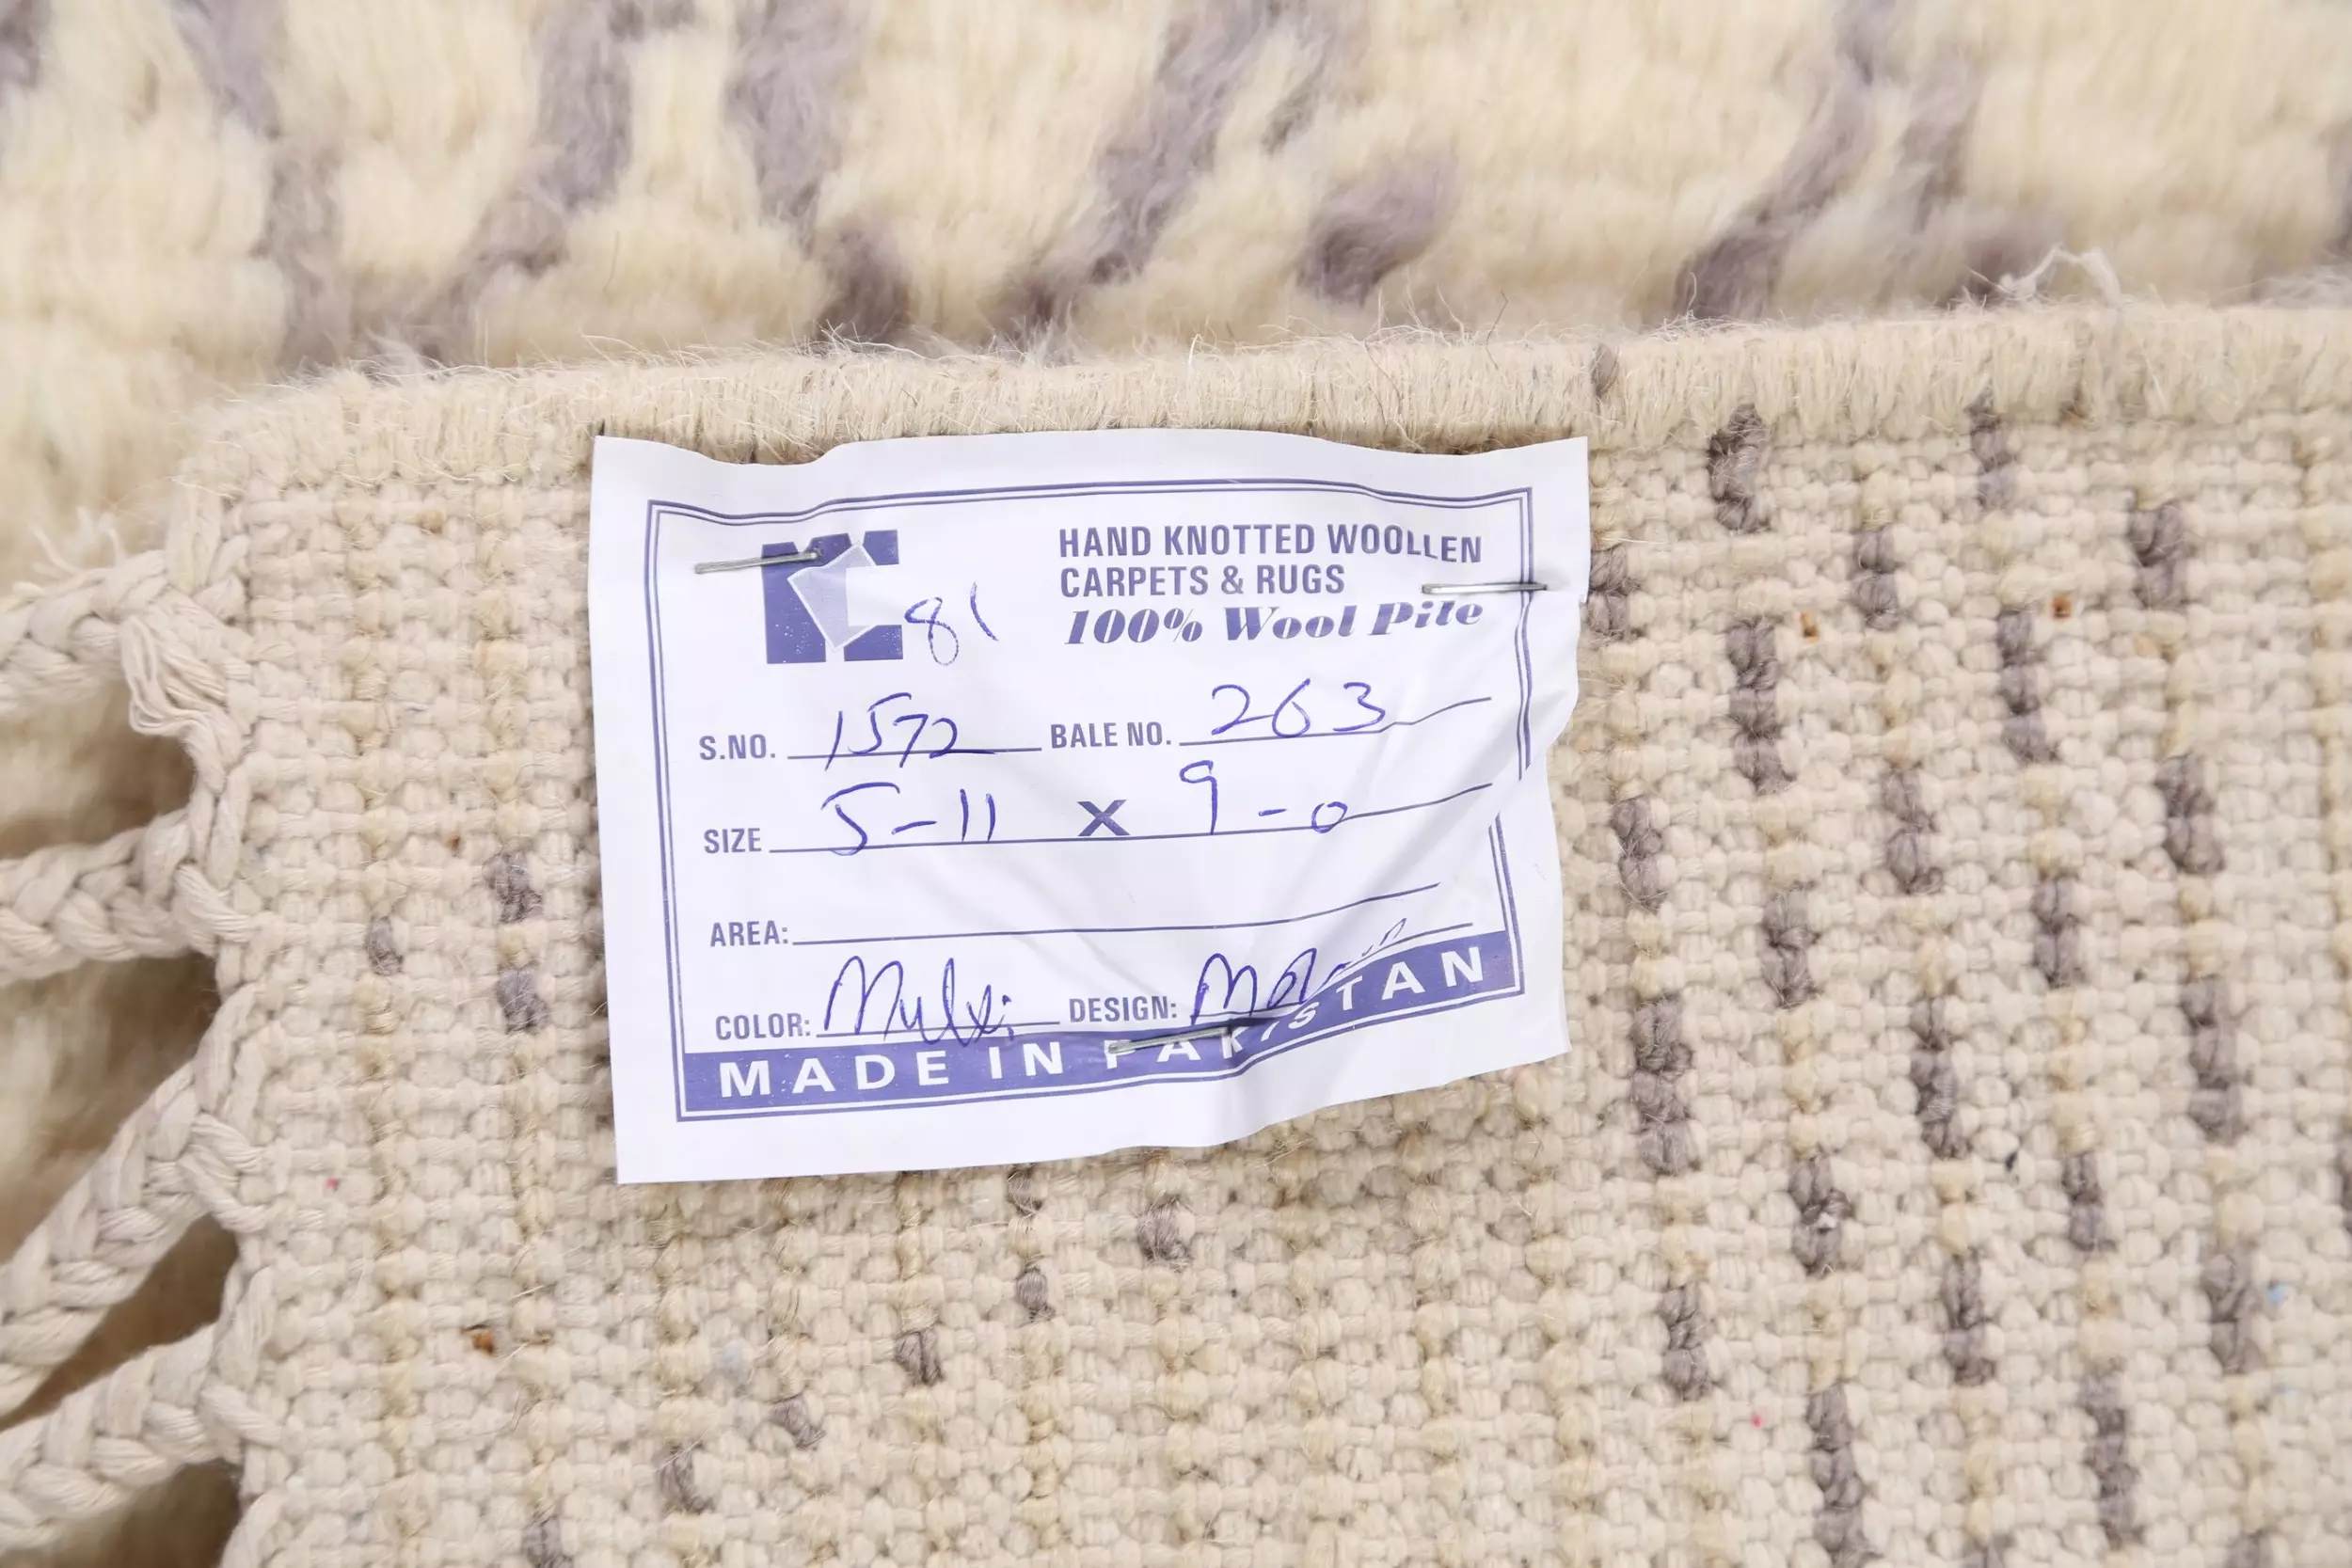 HAND KNOTTED WOOLLEN
CARPETS & RUGS
100% Wool Pile
81
S.NO. 1572 BALE NO. 263
SIZE 5-11 X 9-0
AREA:
COLOR: Multi DESIGN:
MADE IN PAKISTAN